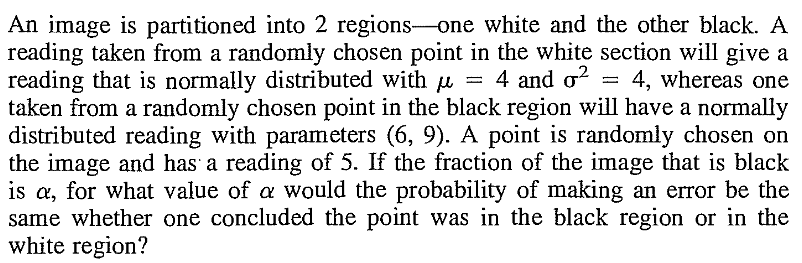 An image is partitioned into 2 regions—one white and the other black. A
reading taken from a randomly chosen point in the white section will give a
reading that is normally distributed with μ = 4 and σ² = 4, whereas one
taken from a randomly chosen point in the black region will have a normally
distributed reading with parameters (6, 9). A point is randomly chosen on
the image and has a reading of 5. If the fraction of the image that is black
is α, for what value of α would the probability of making an error be the
same whether one concluded the point was in the black region or in the
white region?